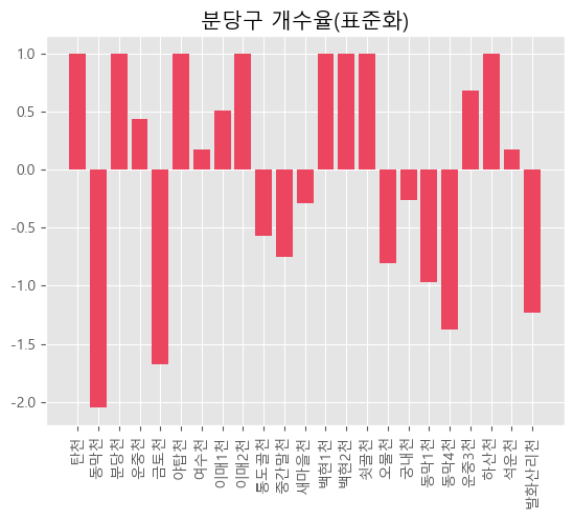 분당구 개수율(표준화)
1.0
0.5
0.0
-0.5
-1.0
-1.5
-2.0
탄천
동막천
분당천
운중천
금토천
야탑천
여수천
이매1천
이매2천
통도골천
중간말천
새마을천
백현1천
백현2천
쇳골천
오물천
궁내천
동막1천
동막4천
운중3천
하산천
석운천
발화산리천